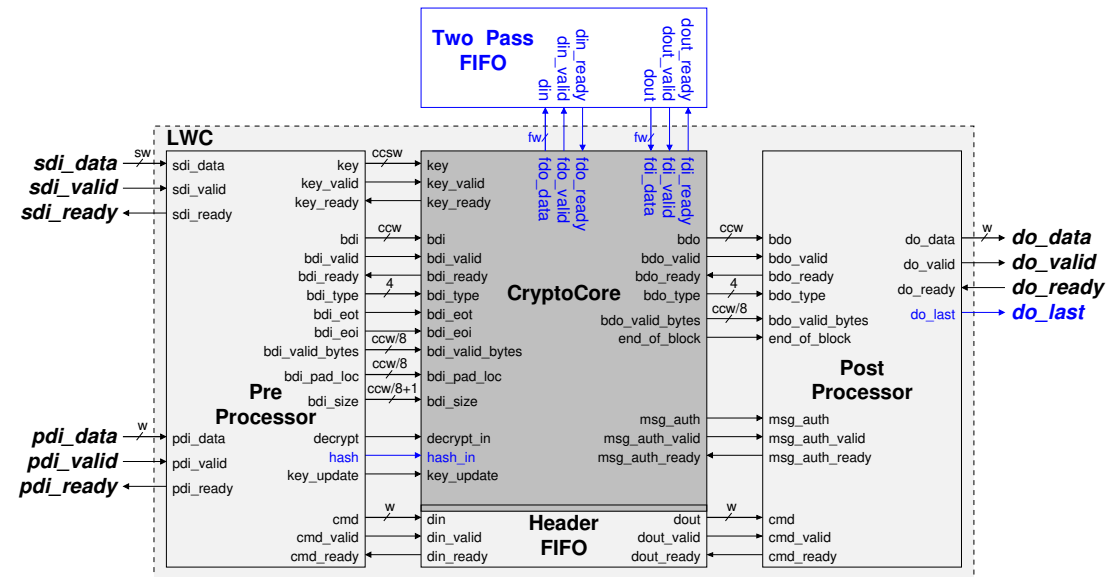 Two Pass
FIFO
din
din_valid
din_ready
dout
dout_valid
dout_ready
fw
fw
fdo_data
fdo_valid
fdo_ready
fdi_data
fdi_valid
fdi_ready
LWC
sdi_data
sdi_valid
sdi_ready
sw
sdi_data
sdi_valid
sdi_ready
pdi_data
pdi_valid
pdi_ready
w
pdi_data
pdi_valid
pdi_ready
Pre
Processor
key
key_valid
key_ready
bdi
bdi_valid
bdi_ready
bdi_type
bdi_eot
bdi_eoi
bdi_valid_bytes
bdi_pad_loc
bdi_size
decrypt
hash
key_update
cmd
cmd_valid
cmd_ready
ccsw
ccw
4
ccw/8
ccw/8
ccw/8+1
w
key
key_valid
key_ready
bdi
bdi_valid
bdi_ready
bdi_type
bdi_eot
bdi_eoi
bdi_valid_bytes
bdi_pad_loc
bdi_size
decrypt_in
hash_in
key_update
CryptoCore
bdo
bdo_valid
bdo_ready
bdo_type
bdo_valid_bytes
end_of_block
msg_auth
msg_auth_valid
msg_auth_ready
din
din_valid
din_ready
Header
FIFO
dout
dout_valid
dout_ready
ccw
4
ccw/8
w
bdo
bdo_valid
bdo_ready
bdo_type
bdo_valid_bytes
end_of_block
Post
Processor
msg_auth
msg_auth_valid
msg_auth_ready
cmd
cmd_valid
cmd_ready
do_data
do_valid
do_ready
do_last
w
do_data
do_valid
do_ready
do_last